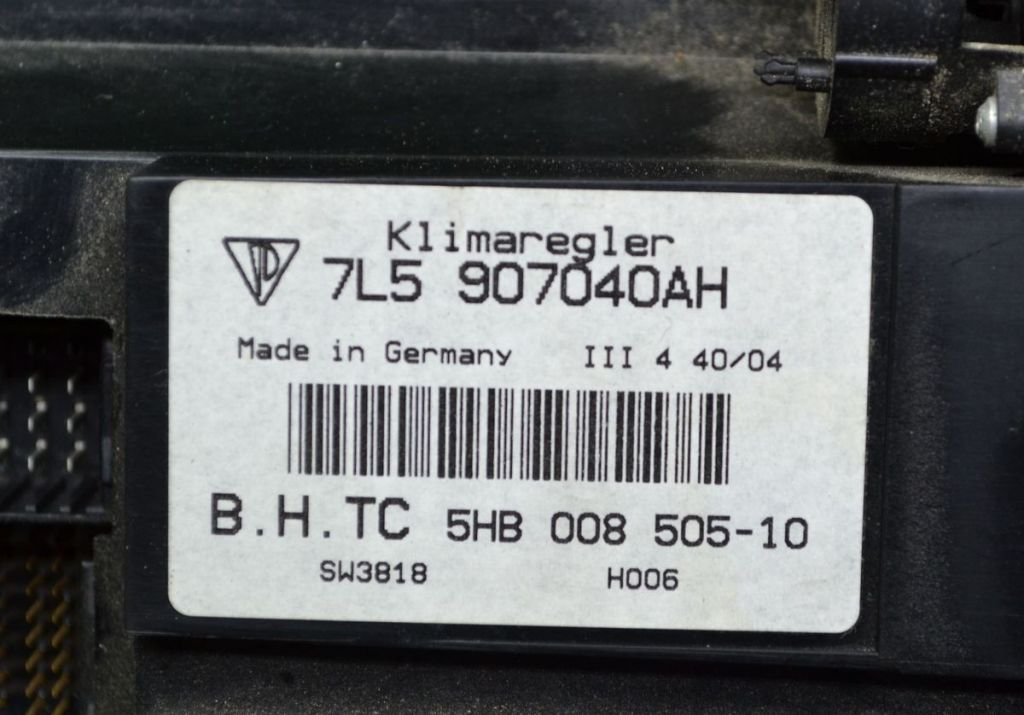 Klimaregler
7L5 907040AH
Made in Germany III 4 40/04
B.H.TC 5HB 008 505-10
SW3818 H006